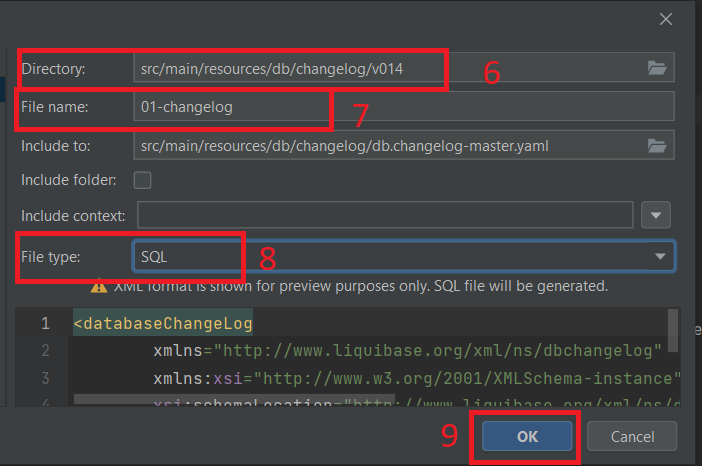 Directory: src/main/resources/db/changelog/v014 6
File name: 01-changelog 7
Include to: src/main/resources/db/changelog/db.changelog-master.yaml
Include folder:
Include context:
File type: SQL 8
XML format is shown for preview purposes only. SQL file will be generated.
1 <databaseChangeLog
2 xmlns="http://www.liquibase.org/xml/ns/dbchangelog"
3 xmlns:xsi="http://www.w3.org/2001/XMLSchema-instance"
4 xsi:schemaLocation="http://www.liquibase.org/xml/ns/d
9 OK Cancel